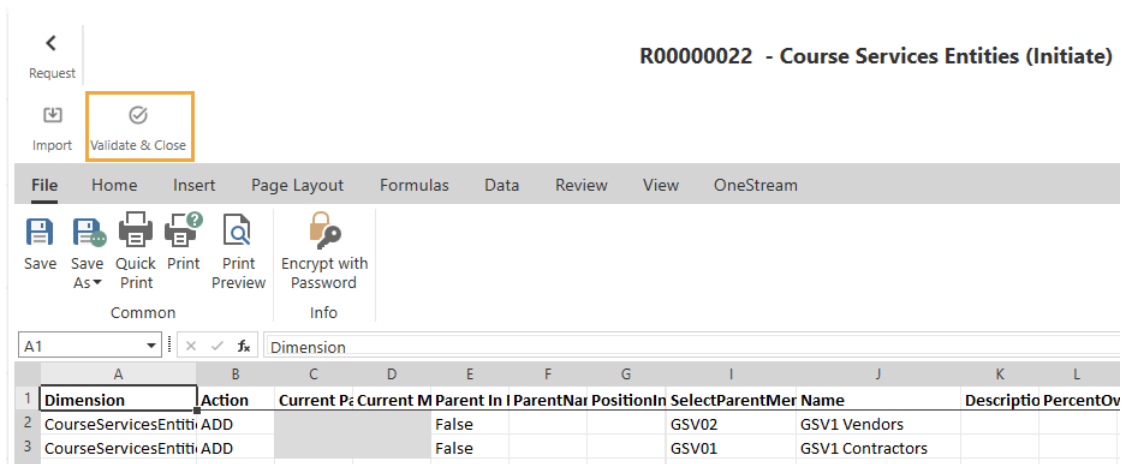 Request
R00000022 - Course Services Entities (Initiate)
Import Validate & Close
File Home Insert Page Layout Formulas Data Review View OneStream
Save Save As Quick Print Print Print Preview Encrypt with Password
Common Info
A1 fx Dimension
A B C D E F G I J K L
1 Dimension Action Current Pa Current M Parent In I ParentNar PositionIn SelectParentMer Name Descriptio PercentOw
2 CourseServicesEntiti ADD False GSV02 GSV1 Vendors
3 CourseServicesEntiti ADD False GSV01 GSV1 Contractors